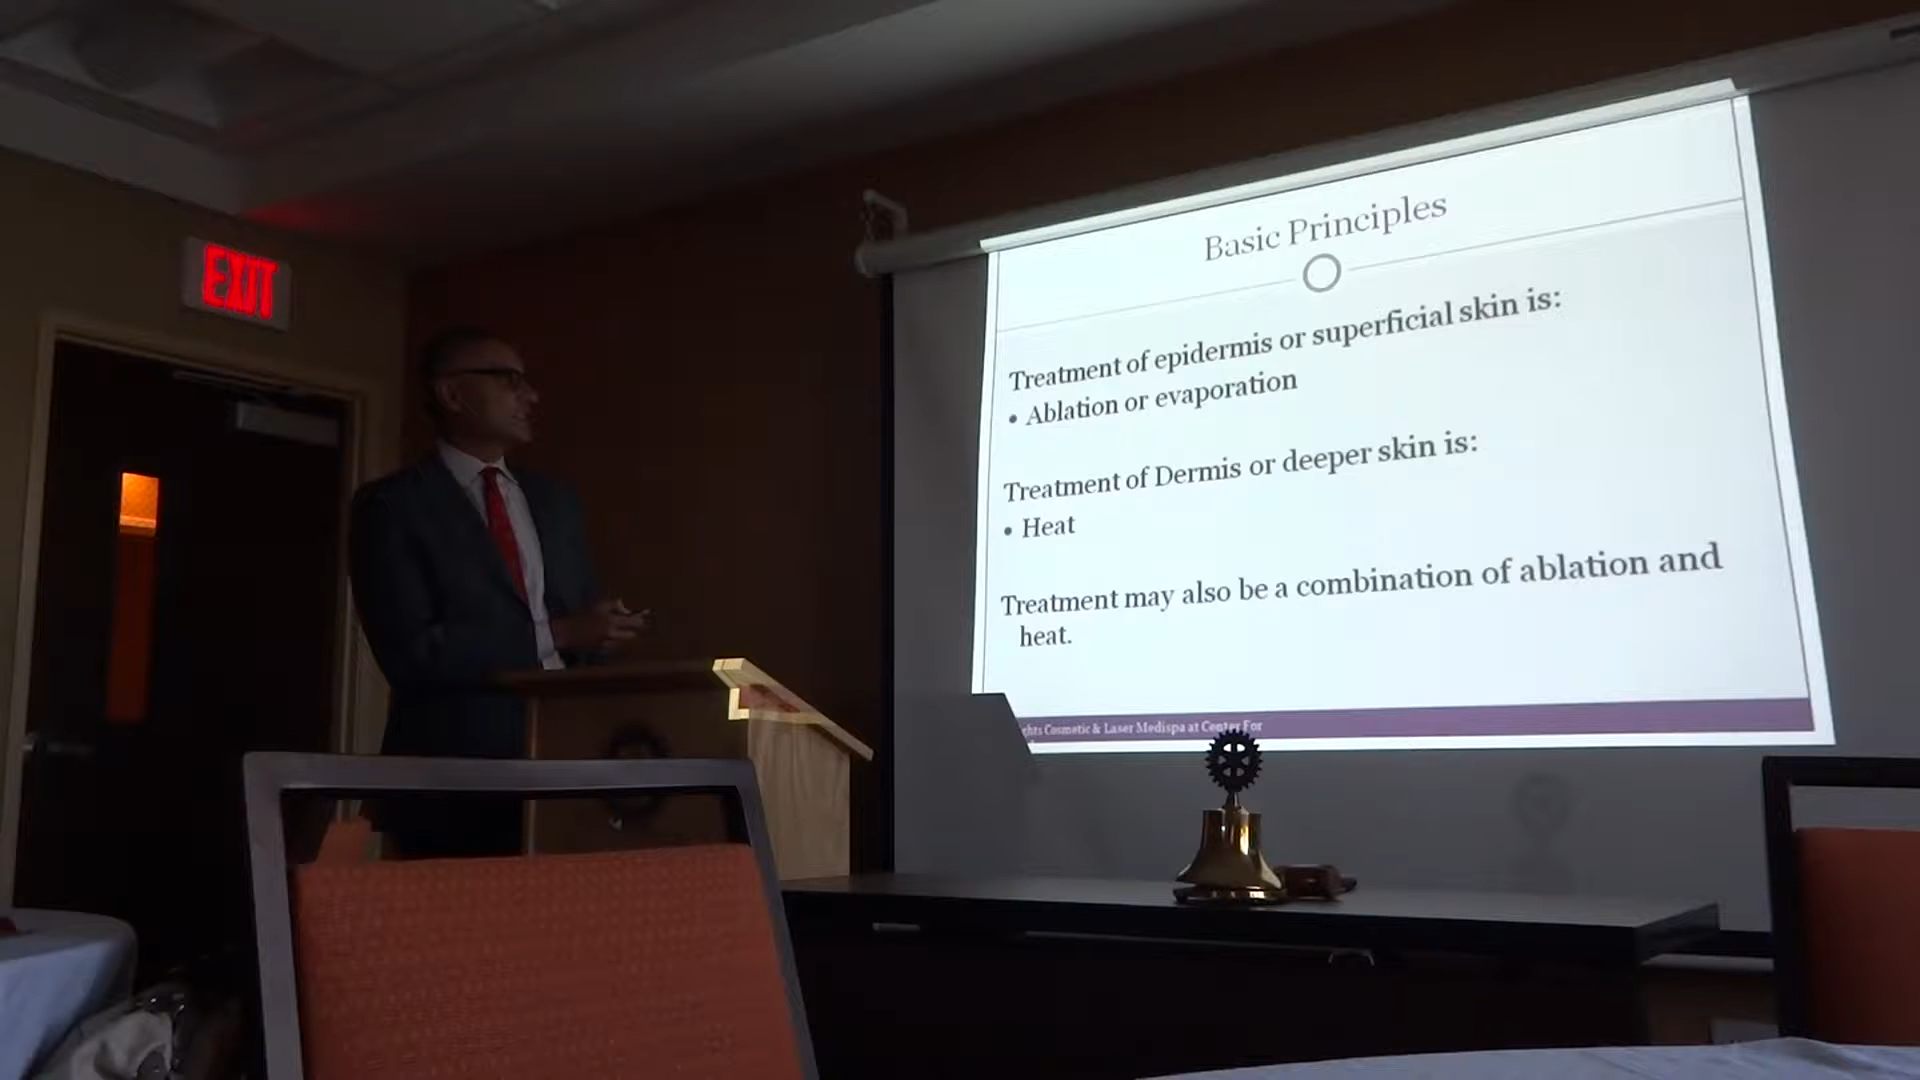 EXIT
Basic Principles
Treatment of epidermis or superficial skin is:
• Ablation or evaporation
Treatment of Dermis or deeper skin is:
• Heat
Treatment may also be a combination of ablation and
heat.
Cosmetic & Laser Medispa at Center For